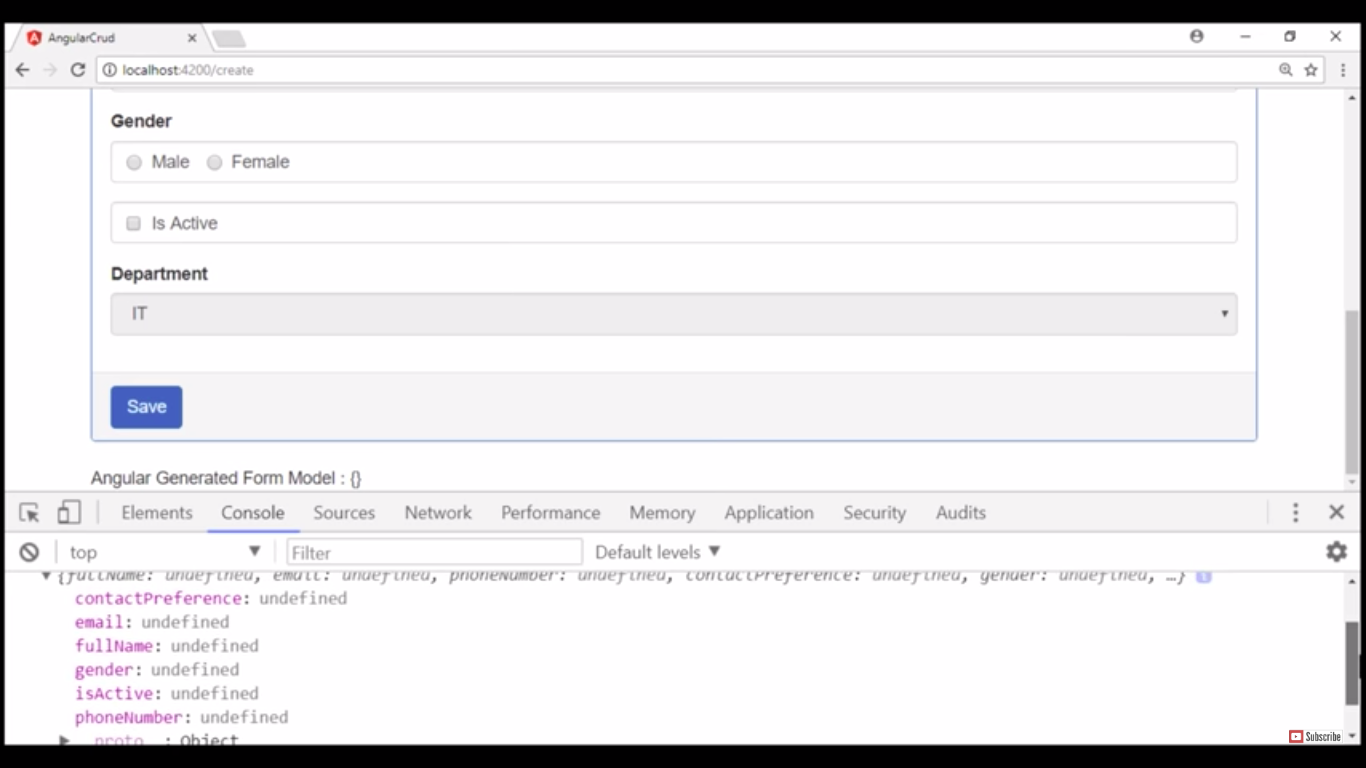 AngularCrud
localhost:4200/create
Gender
Male Female
Is Active
Department
IT
Save
Angular Generated Form Model : {}
Elements Console Sources Network Performance Memory Application Security Audits
top Filter Default levels
{fullName: undefined, email: undefined, phoneNumber: undefined, contactPreference: undefined, gender: undefined, …}
contactPreference: undefined
email: undefined
fullName: undefined
gender: undefined
isActive: undefined
phoneNumber: undefined
__proto__: Object
Subscribe